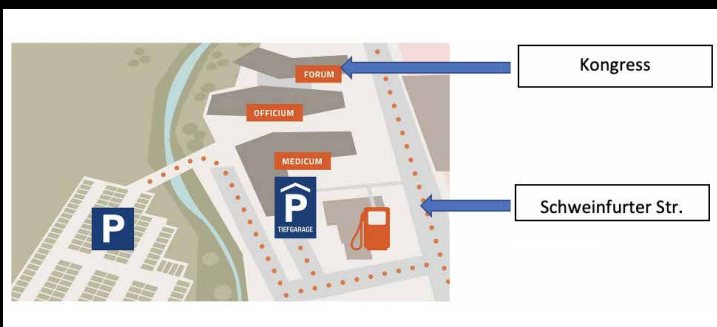 FORUM
Kongress
OFFICIUM
MEDICUM
P
TIEFGARAGE
P
Schweinfurter Str.